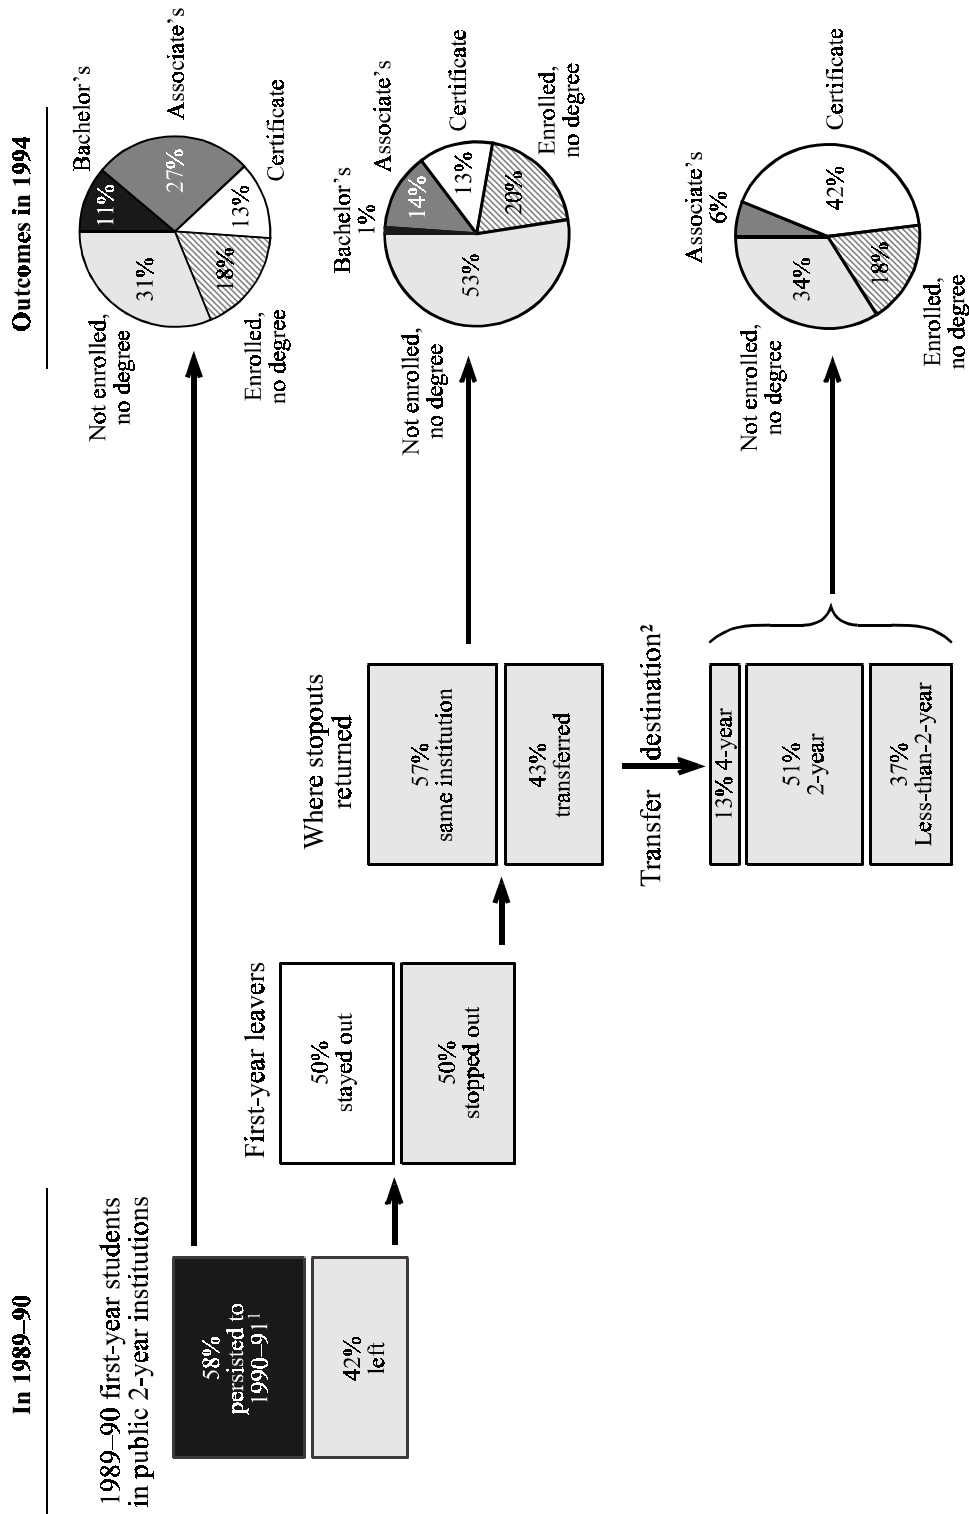 In 1989–90
Outcomes in 1994
1989–90 first-year students
in public 2-year institutions
58%
persisted to
1990–91¹
42%
left
First-year leavers
50%
stayed out
50%
stopped out
Where stopouts
returned
57%
same institution
43%
transferred
Transfer destination²
13% 4-year
51%
2-year
37%
Less-than-2-year
Bachelor's
11%
Associate's
27%
Certificate
13%
Enrolled,
no degree
18%
Not enrolled,
no degree
31%
Bachelor's
1%
Associate's
14%
Certificate
13%
Enrolled,
no degree
20%
Not enrolled,
no degree
53%
Associate's
6%
Certificate
42%
Enrolled,
no degree
18%
Not enrolled,
no degree
34%